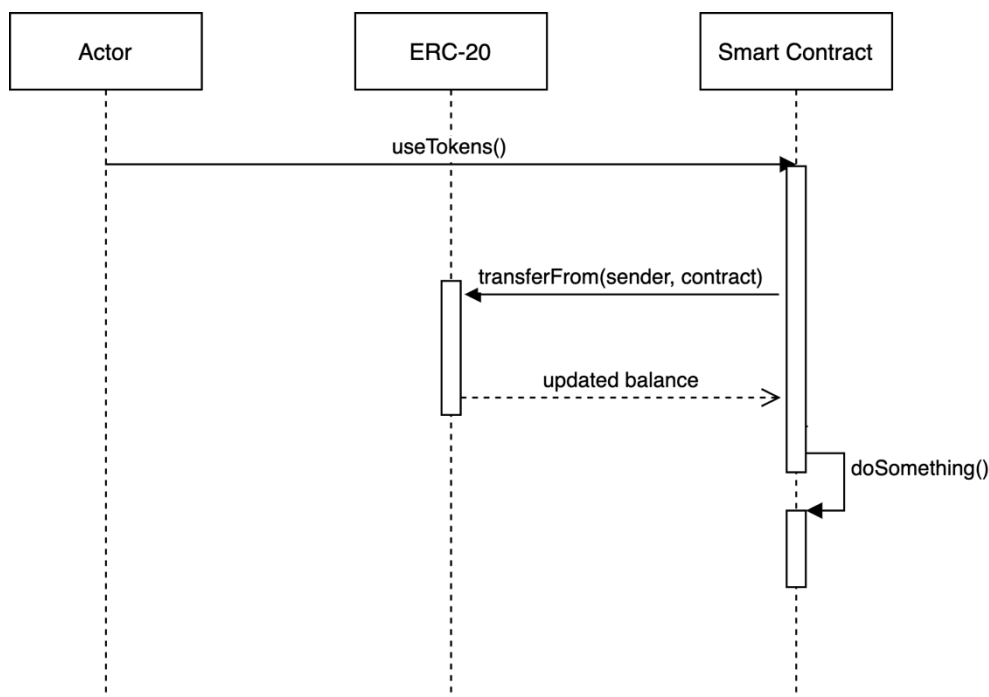 Actor
ERC-20
Smart Contract
useTokens()
transferFrom(sender, contract)
updated balance
doSomething()